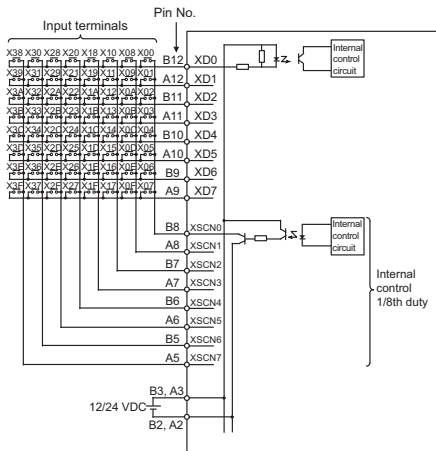 Input terminals
Pin No.
X38 X30 X28 X20 X18 X10 X08 X00
B12 XD0
Internal control circuit
X39 X31 X29 X21 X19 X11 X09 X01
A12 XD1
X3A X32 X2A X22 X1A X12 X0A X02
B11 XD2
X3B X33 X2B X23 X1B X13 X0B X03
A11 XD3
X3C X34 X2C X24 X1C X14 X0C X04
B10 XD4
X3D X35 X2D X25 X1D X15 X0D X05
A10 XD5
X3E X36 X2E X26 X1E X16 X0E X06
B9 XD6
X3F X37 X2F X27 X1F X17 X0F X07
A9 XD7
B8 XSCN0
Internal control circuit
A8 XSCN1
B7 XSCN2
A7 XSCN3
Internal control 1/8th duty
B6 XSCN4
A6 XSCN5
B5 XSCN6
A5 XSCN7
B3, A3
12/24 VDC
B2, A2